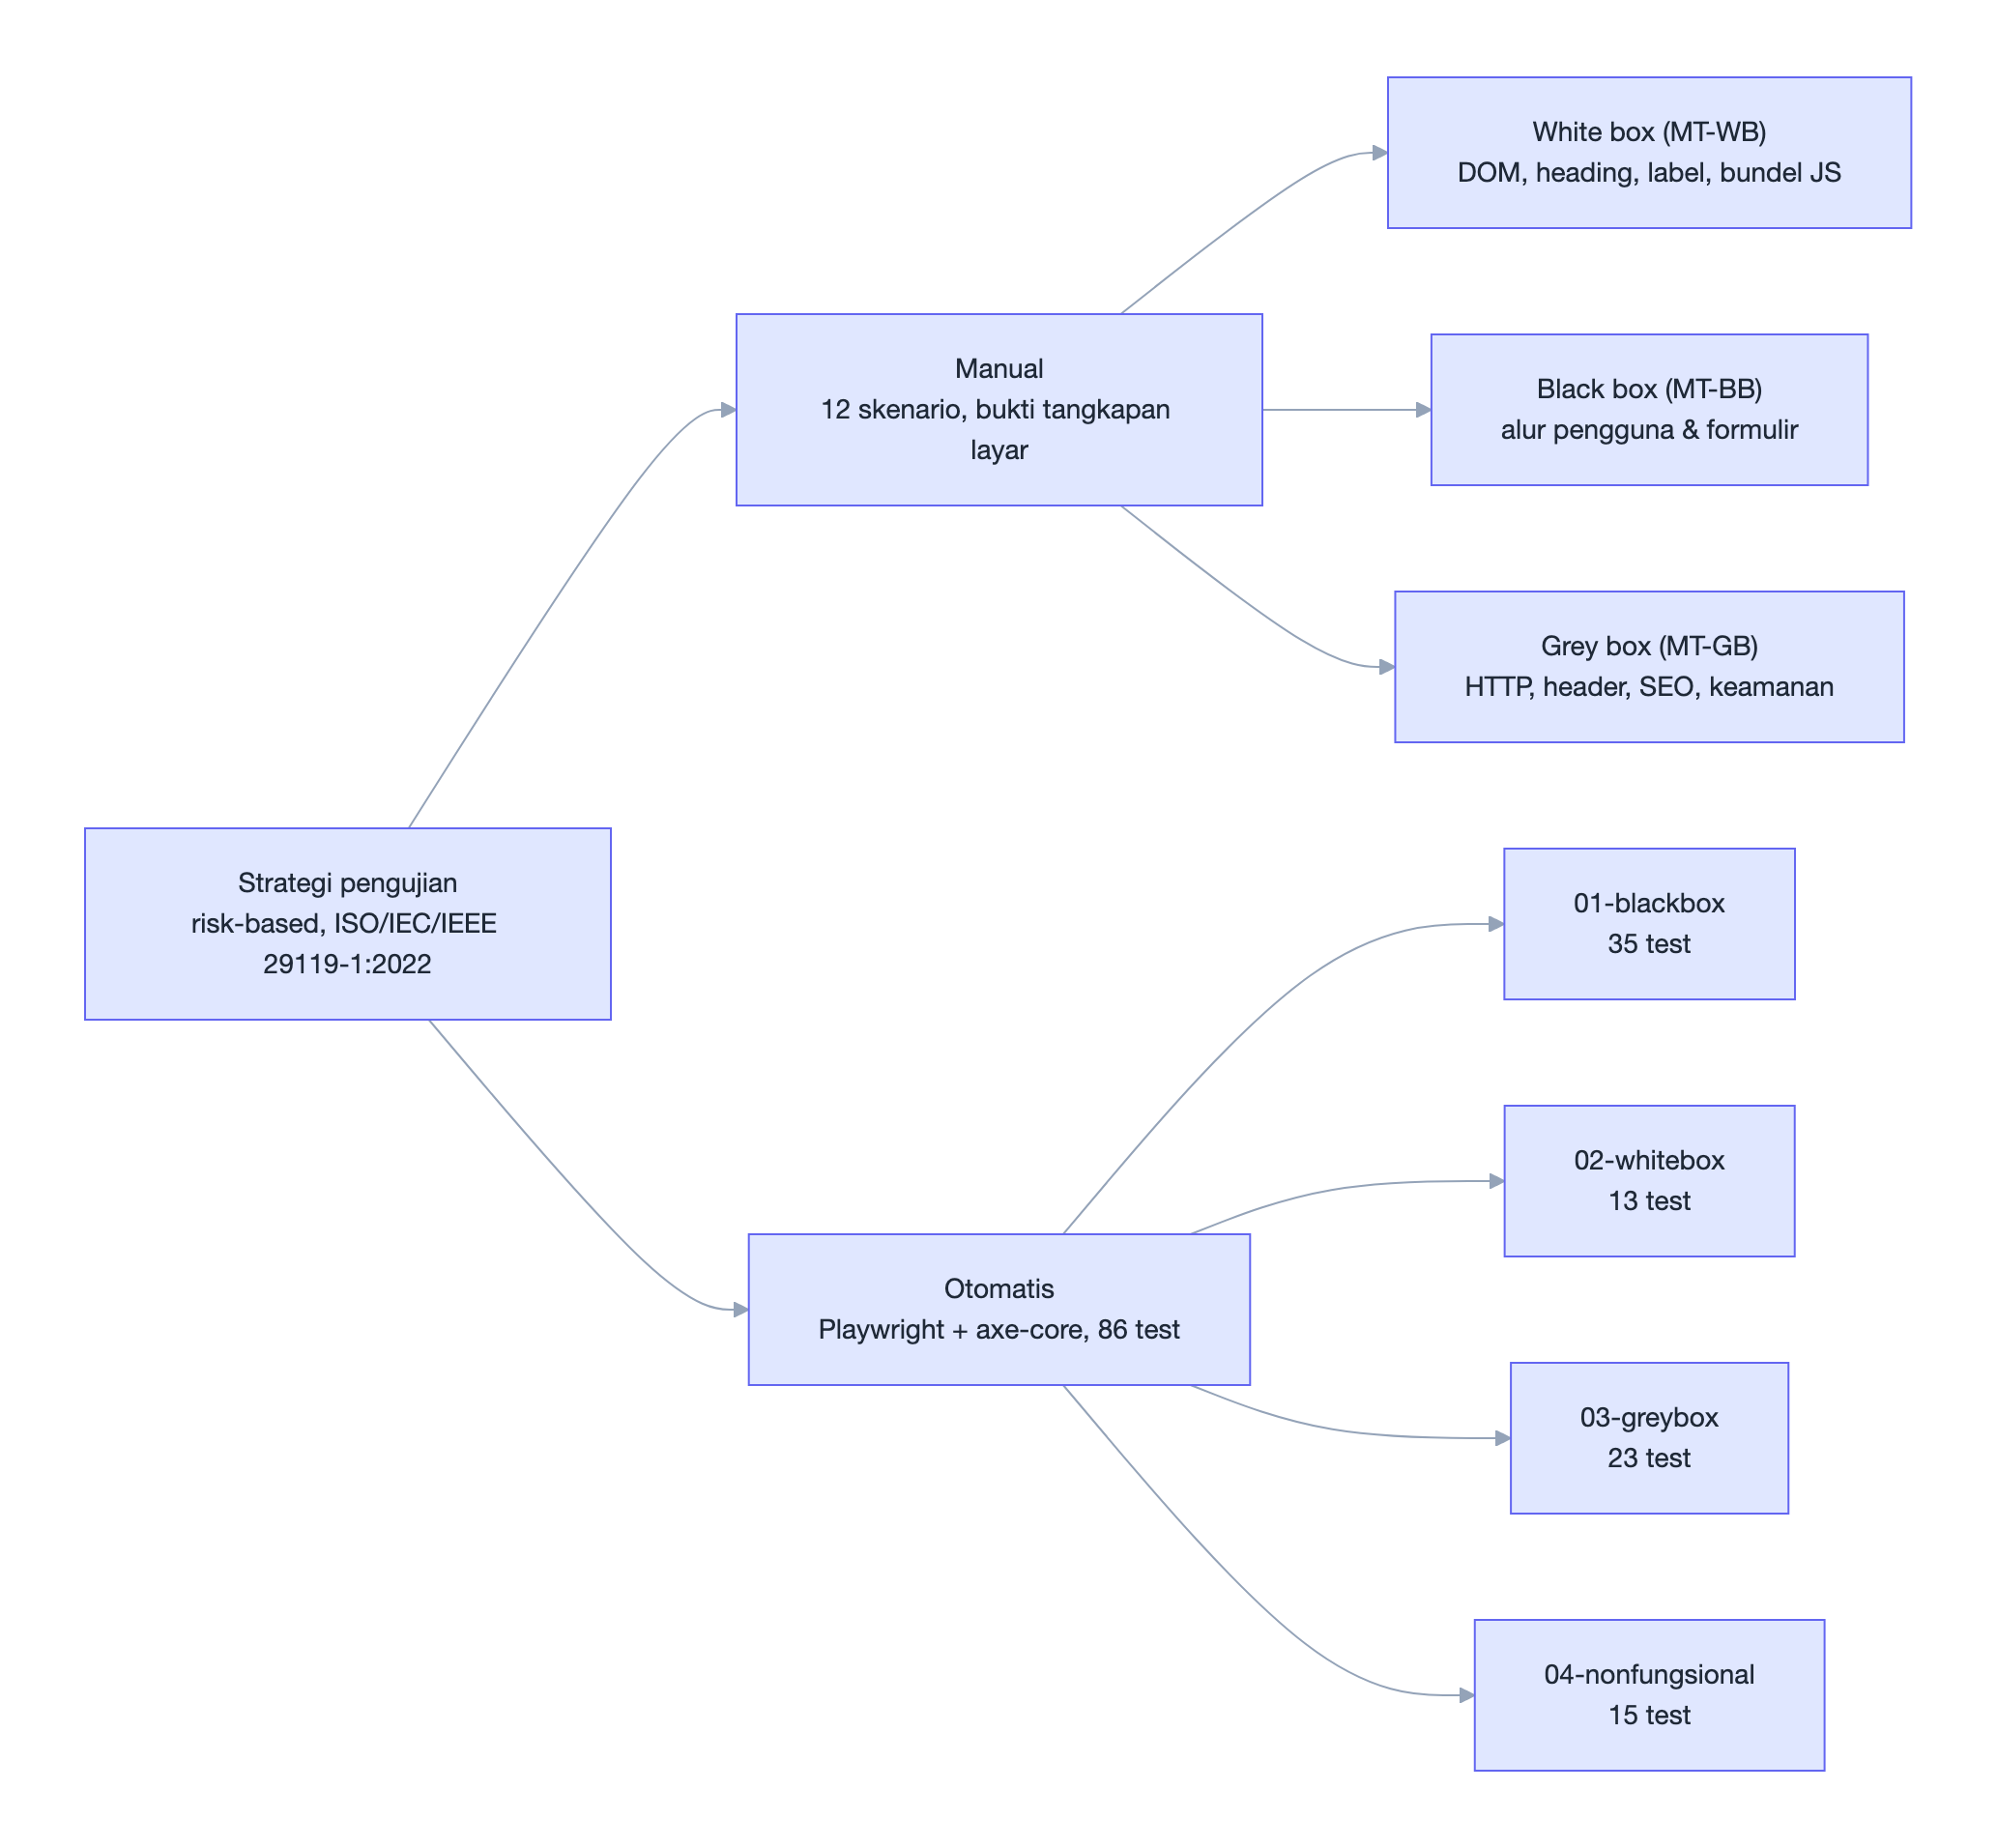 Strategi pengujian
risk-based, ISO/IEC/IEEE
29119-1:2022
Manual
12 skenario, bukti tangkapan
layar
White box (MT-WB)
DOM, heading, label, bundel JS
Black box (MT-BB)
alur pengguna & formulir
Grey box (MT-GB)
HTTP, header, SEO, keamanan
Otomatis
Playwright + axe-core, 86 test
01-blackbox
35 test
02-whitebox
13 test
03-greybox
23 test
04-nonfungsional
15 test